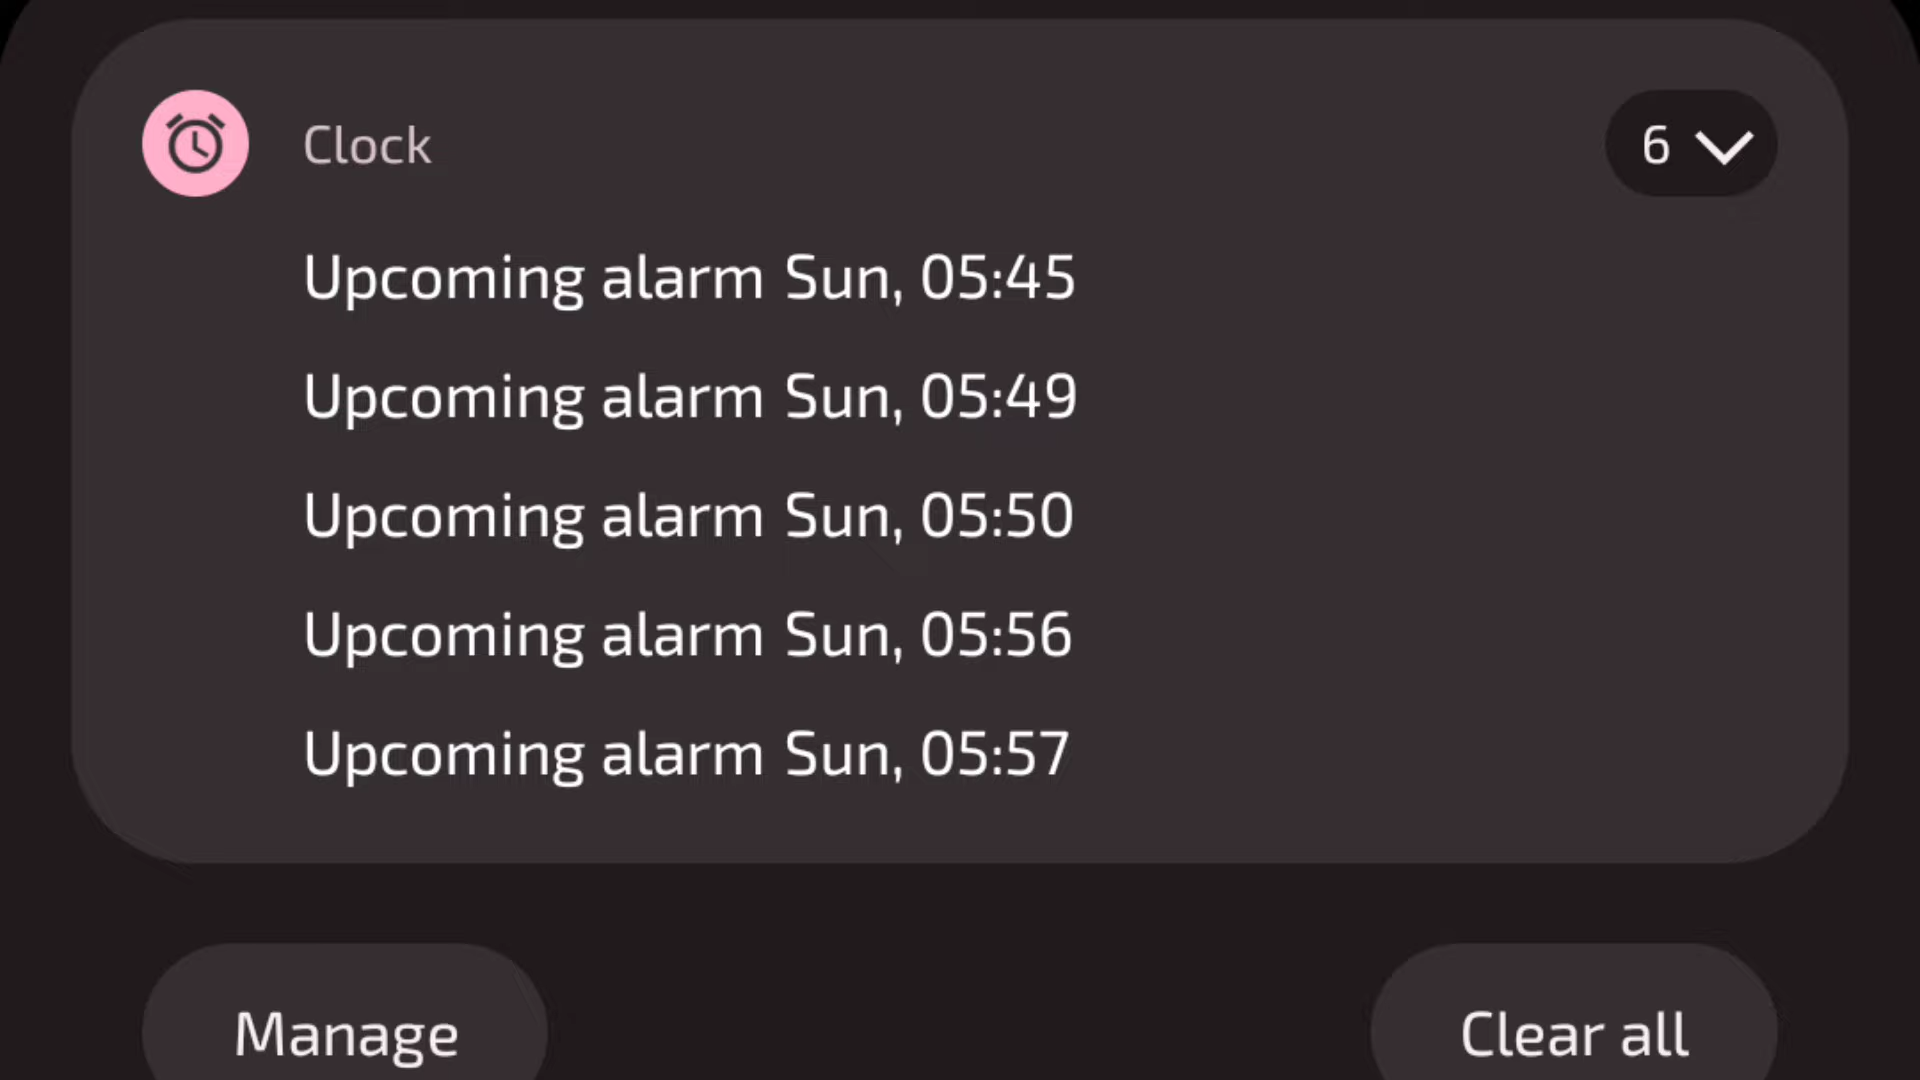 Clock
6
Upcoming alarm Sun, 05:45
Upcoming alarm Sun, 05:49
Upcoming alarm Sun, 05:50
Upcoming alarm Sun, 05:56
Upcoming alarm Sun, 05:57
Manage
Clear all